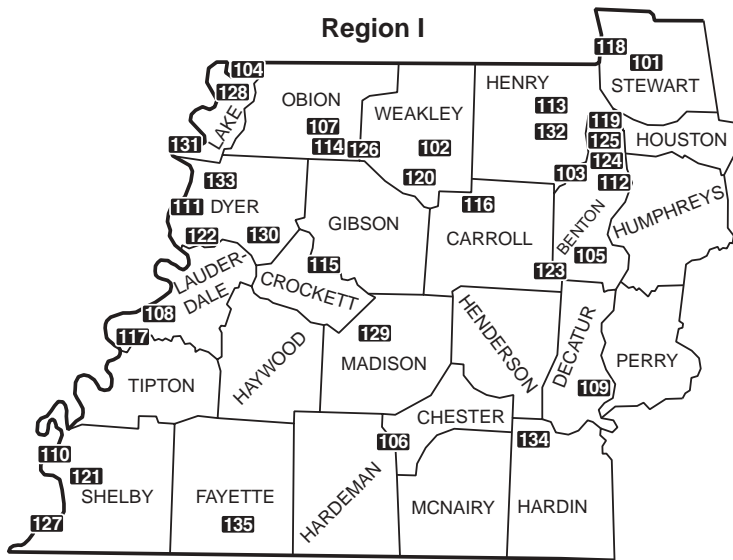 Region I
118
101
STEWART
104
128
LAKE
OBION
107
114
126
WEAKLEY
102
120
HENRY
113
132
119
125
124
HOUSTON
103
112
131
133
111
DYER
122
130
GIBSON
116
CARROLL
BENTON
105
123
HUMPHREYS
115
CROCKETT
LAUDER-
DALE
108
117
TIPTON
HAYWOOD
129
MADISON
HENDERSON
DECATUR
109
PERRY
CHESTER
106
134
110
121
SHELBY
127
FAYETTE
135
HARDEMAN
MCNAIRY
HARDIN